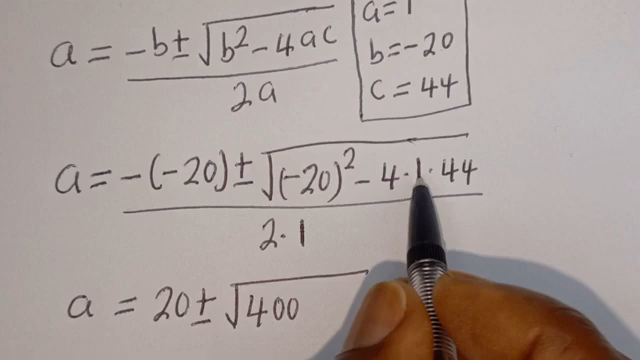 a = -b ± √b² - 4ac / 2a
a = 1
b = -20
c = 44
a = -(-20) ± √(-20)² - 4·1·44 / 2·1
a = 20 ± √400